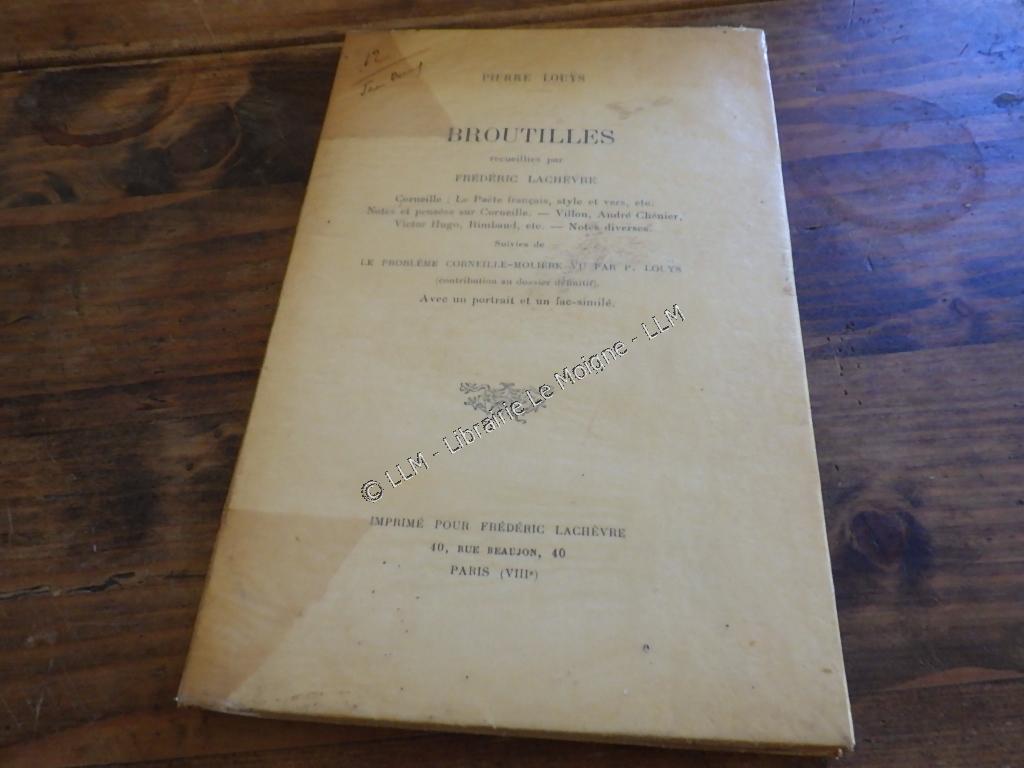 12
PIERRE LOUŸS
BROUTILLES
recueillies par
FRÉDÉRIC LACHÈVRE
Corneille : Le Poète français, style et vers, etc.
Notes et pensées sur Corneille. — Villon, André Chénier,
Victor Hugo, Rimbaud, etc. — Notes diverses.
Suivies de
LE PROBLÈME CORNEILLE-MOLIÈRE VU PAR P. LOUŸS
(contribution au dossier définitif).
Avec un portrait et un fac-similé.
© LLM - Librairie Le Moigne - LLM
IMPRIMÉ POUR FRÉDÉRIC LACHÈVRE
40, RUE BEAUJON, 40
PARIS (VIIIe)